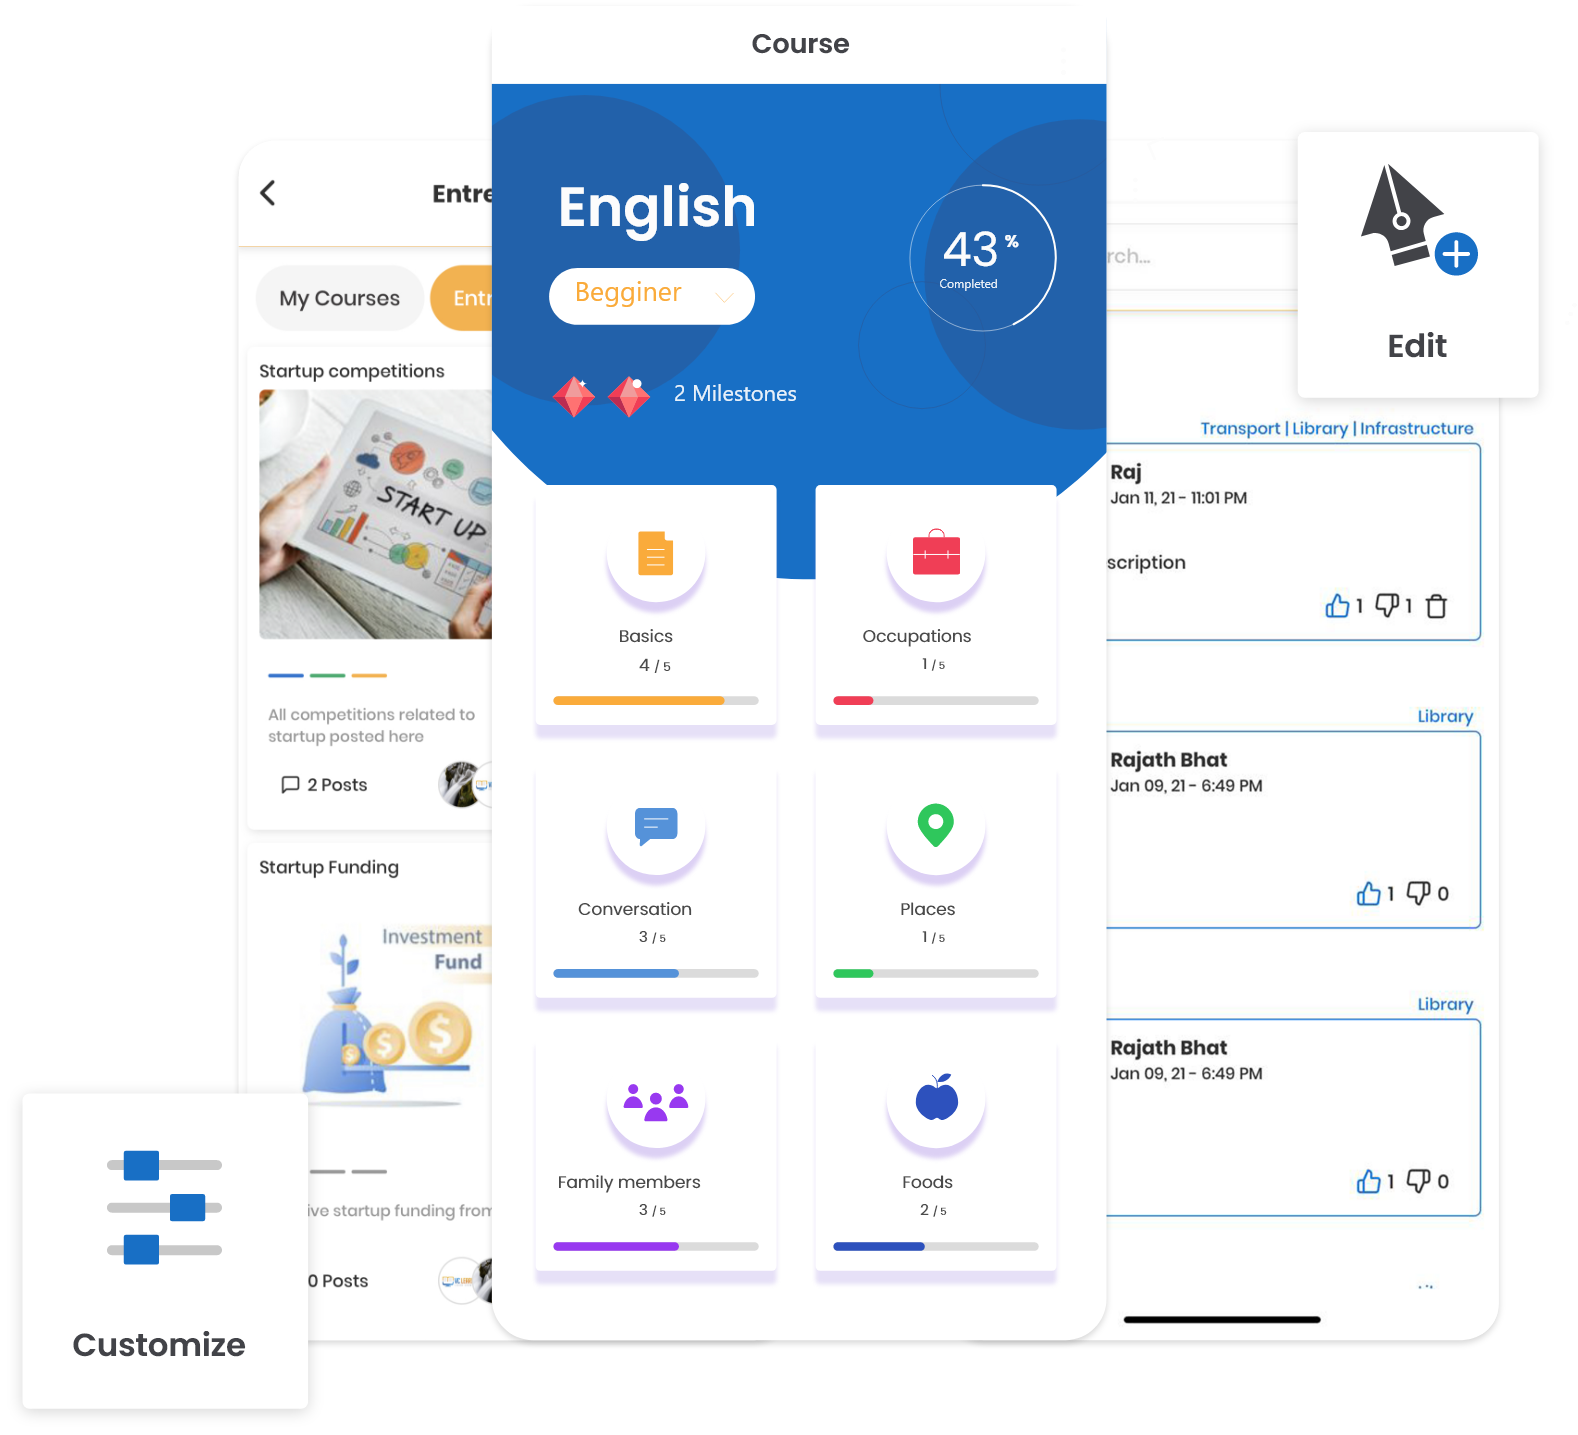 Course
English
Begginer
43 %
Completed
2 Milestones
Basics
4 / 5
Occupations
1 / 5
Conversation
3 / 5
Places
1 / 5
Family members
3 / 5
Foods
2 / 5
Entre
My Courses
Entr
Startup competitions
START UP
All competitions related to
startup posted here
2 Posts
Startup Funding
Investment
Fund
ive startup funding from
0 Posts
Customize
rch...
Edit
Transport | Library | Infrastructure
Raj
Jan 11, 21 - 11:01 PM
scription
1 1
Library
Rajath Bhat
Jan 09, 21 - 6:49 PM
1 0
Library
Rajath Bhat
Jan 09, 21 - 6:49 PM
1 0